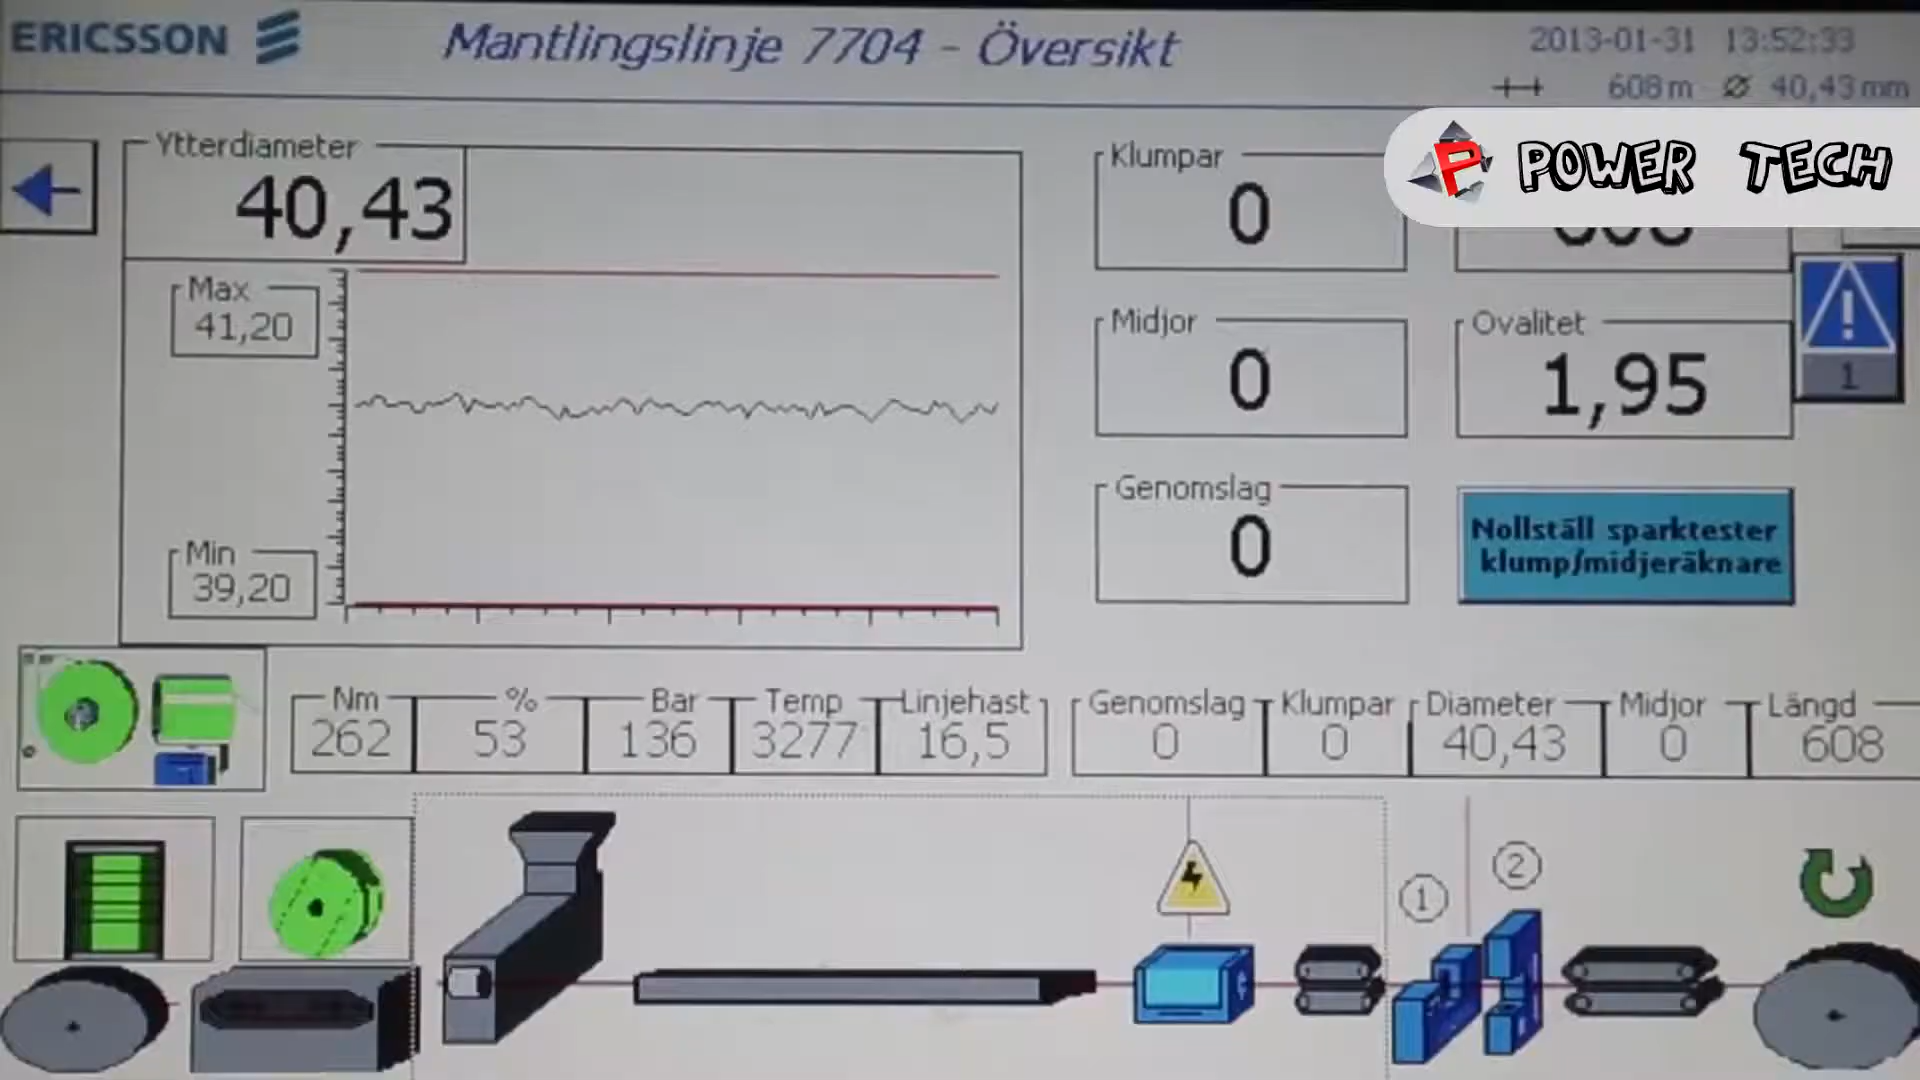 ERICSSON
Mantlingslinje 7704 - Översikt
2013-01-31 13:52:33
608 m ⌀ 40,43 mm
POWER TECH
Ytterdiameter
40,43
Max
41,20
Min
39,20
Klumpar
0
Midjor
0
Ovalitet
1,95
1
Genomslag
0
Nollställ sparktester
klump/midjeräknare
Nm % Bar Temp Linjehast Genomslag Klumpar Diameter Midjor Längd
262 53 136 3277 16,5 0 0 40,43 0 608
1 2